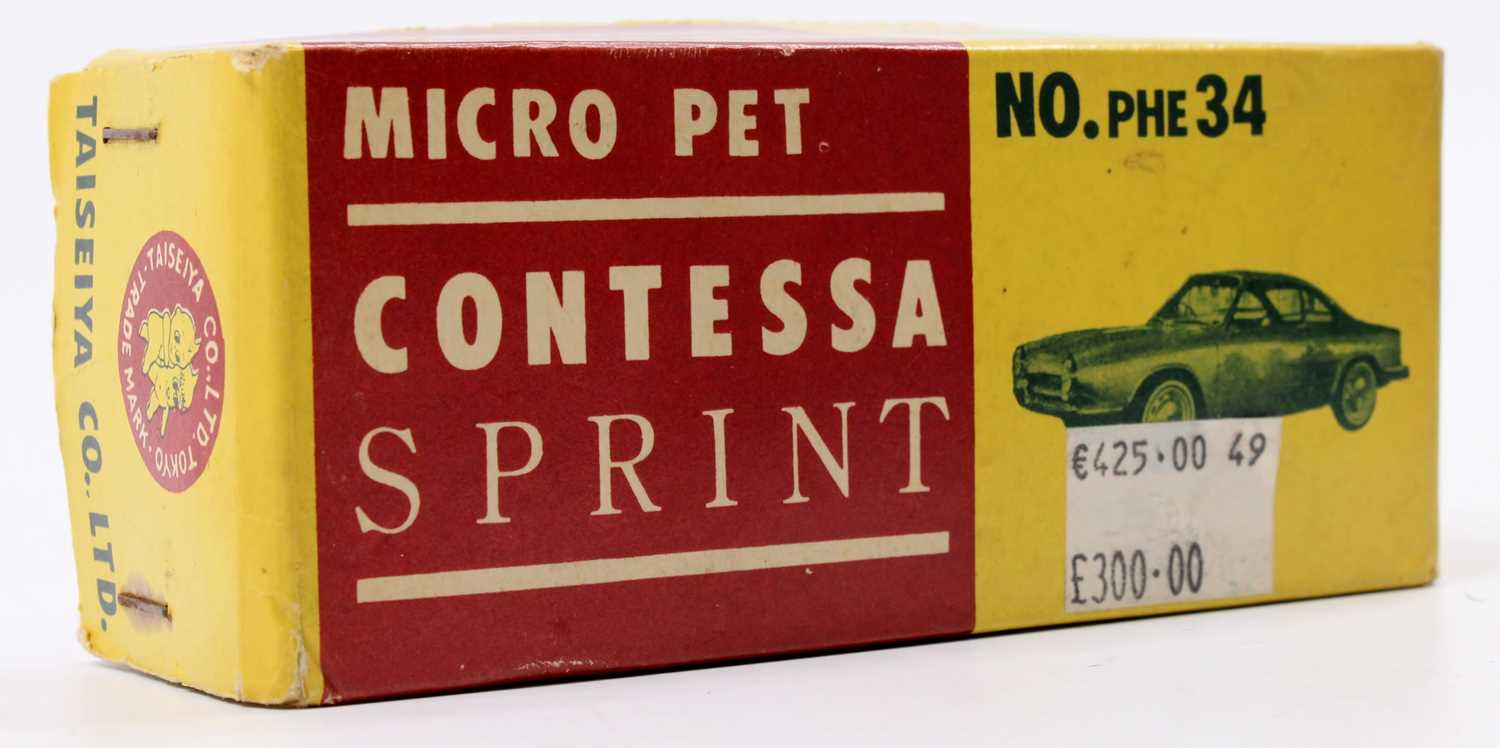 TAISEIYA CO., LTD.
TAISEIYA CO., LTD. TOKYO · TRADE MARK ·
MICRO PET
CONTESSA
SPRINT
NO. PHE 34
€425·00 49
£300·00